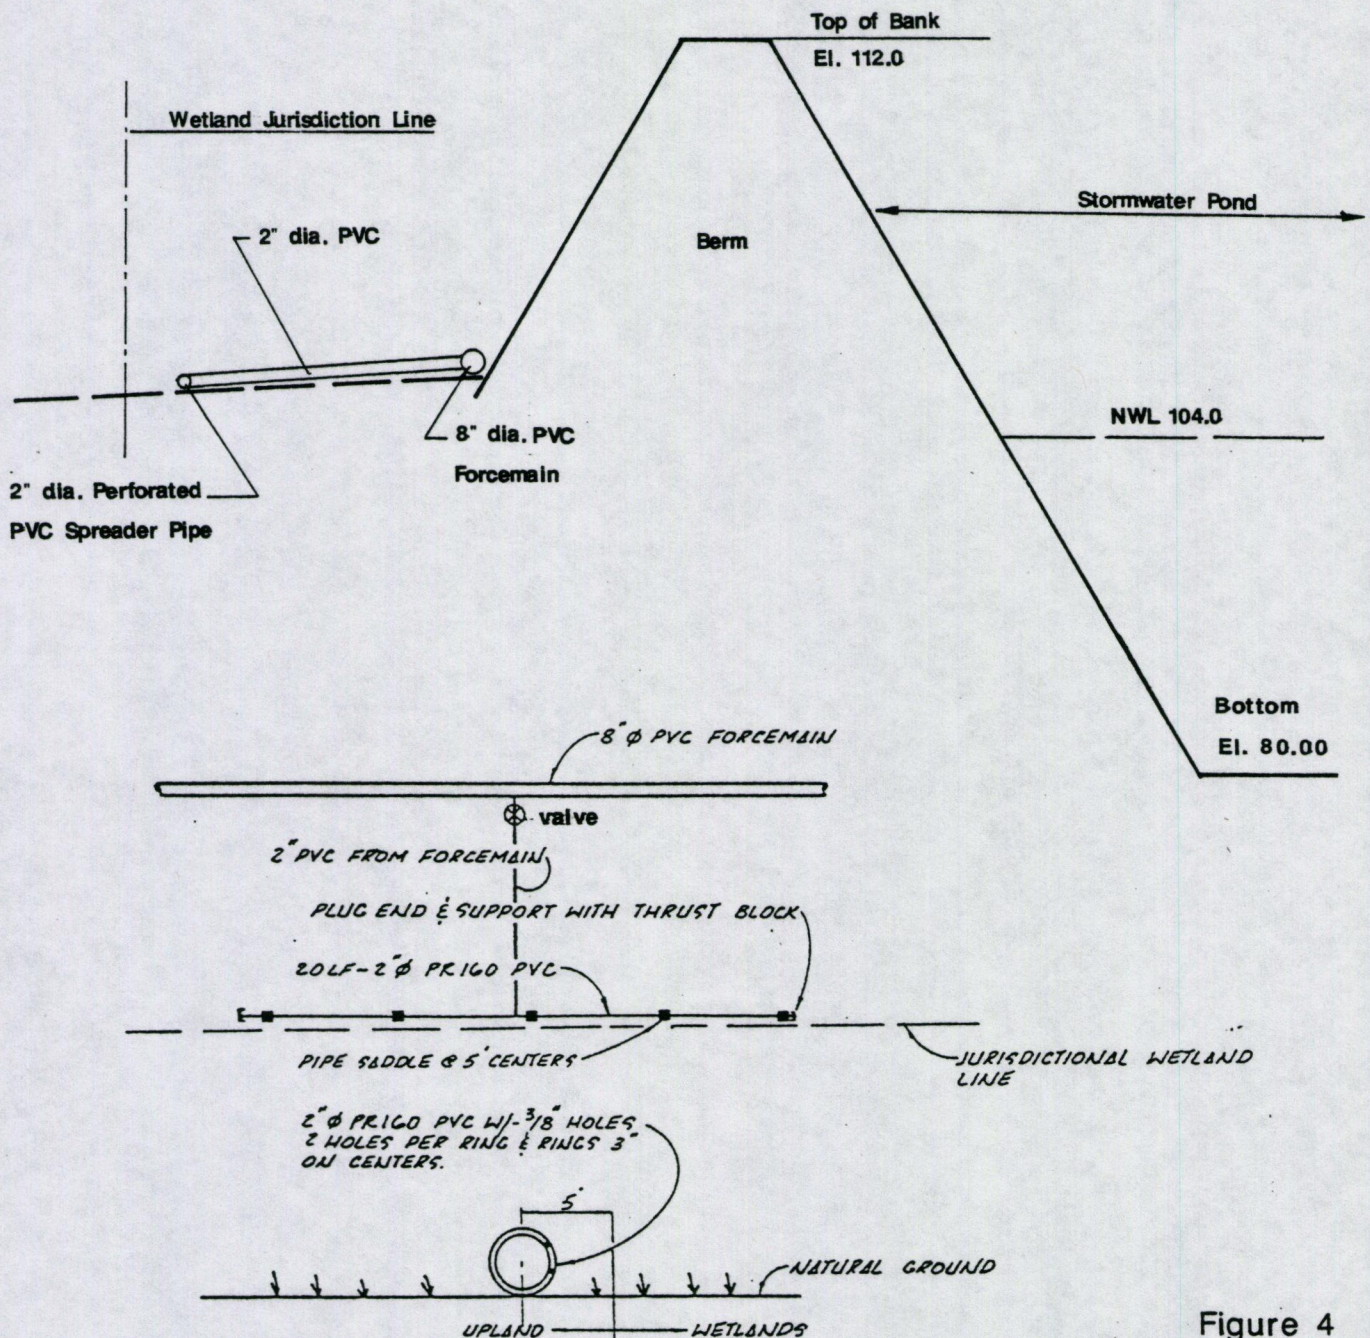 Top of Bank
El. 112.0
Wetland Jurisdiction Line
Stormwater Pond
2" dia. PVC
Berm
NWL 104.0
8" dia. PVC
Forcemain
2" dia. Perforated
PVC Spreader Pipe
Bottom
El. 80.00
8" φ PVC FORCEMAIN
valve
2" PVC FROM FORCEMAIN
PLUG END & SUPPORT WITH THRUST BLOCK
20LF-2" φ PR160 PVC
PIPE SADDLE @ 5' CENTERS
JURISDICTIONAL WETLAND
LINE
2" φ PR160 PVC W/-3/8" HOLES
2 HOLES PER RING & RINGS 3"
ON CENTERS.
5'
NATURAL GROUND
UPLAND
WETLANDS
Figure 4